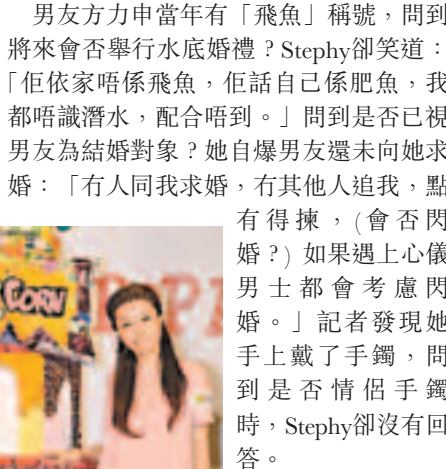 男友方力申當年有「飛魚」稱號，問到
將來會否舉行水底婚禮？Stephy卻笑道：
「佢依家唔係飛魚，佢話自己係肥魚，我
都唔識潛水，配合唔到。」問到是否已視
男友為結婚對象？她自爆男友還未向她求
婚：「冇人同我求婚，冇其他人追我，點
有得揀，(會否閃
婚？) 如果遇上心儀
男士都會考慮閃
婚。」記者發現她
手上戴了手鐲，問
到是否情侶手鐲
時，Stephy卻沒有回
答。
CORN